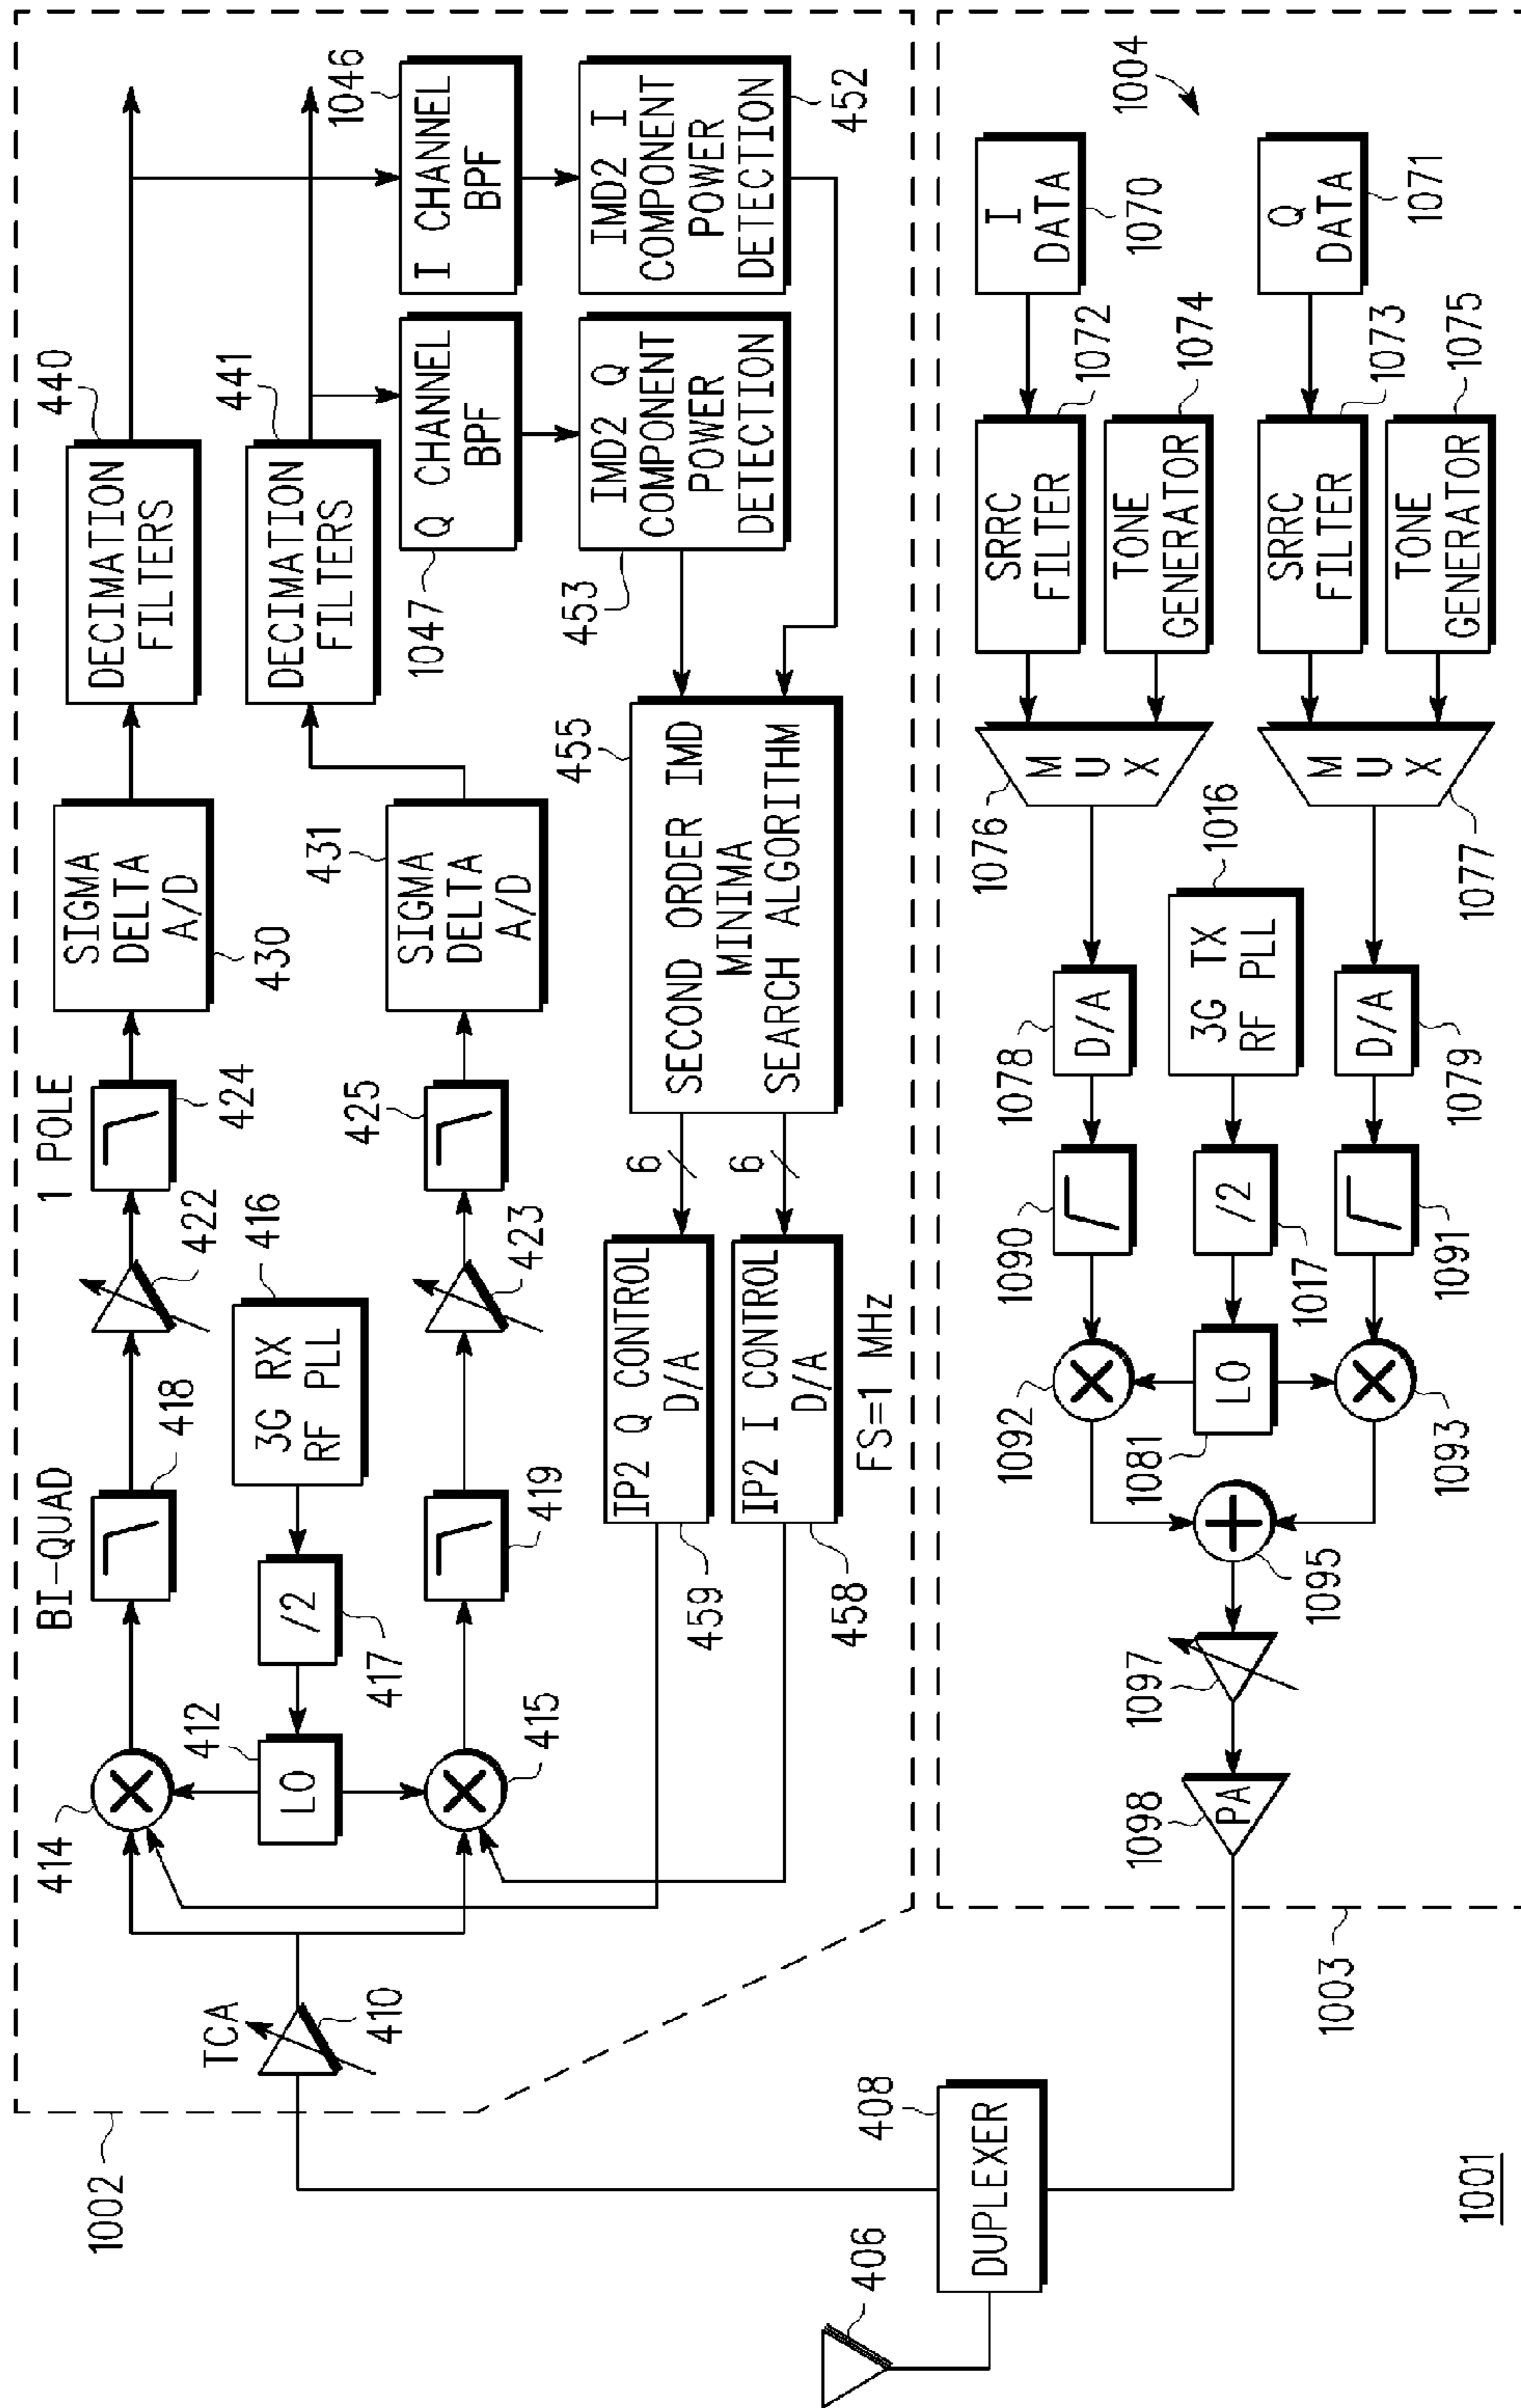 1002
TCA
410
414
412
LO
415
417
/2
BI-QUAD
418
3G RX
RF PLL
416
419
422
423
1 POLE
424
425
SIGMA
DELTA
A/D
430
SIGMA
DELTA
A/D
431
DECIMATION
FILTERS
440
DECIMATION
FILTERS
441
I CHANNEL
BPF
1046
Q CHANNEL
BPF
1047
IMD2 I
COMPONENT
POWER
DETECTION
452
IMD2 Q
COMPONENT
POWER
DETECTION
453
SECOND ORDER IMD
MINIMA
SEARCH ALGORITHM
455
6
6
IP2 Q CONTROL
D/A
459
IP2 I CONTROL
D/A
458
FS=1 MHz
406
DUPLEXER
408
1003
1004
I
DATA
1070
Q
DATA
1071
SRRC
FILTER
1072
TONE
GENERATOR
1074
SRRC
FILTER
1073
TONE
GENERATOR
1075
MUX
1076
MUX
1077
D/A
1078
3G TX
RF PLL
1016
D/A
1079
1090
/2
1017
1091
1092
LO
1081
1093
1095
1097
PA
1098
1001